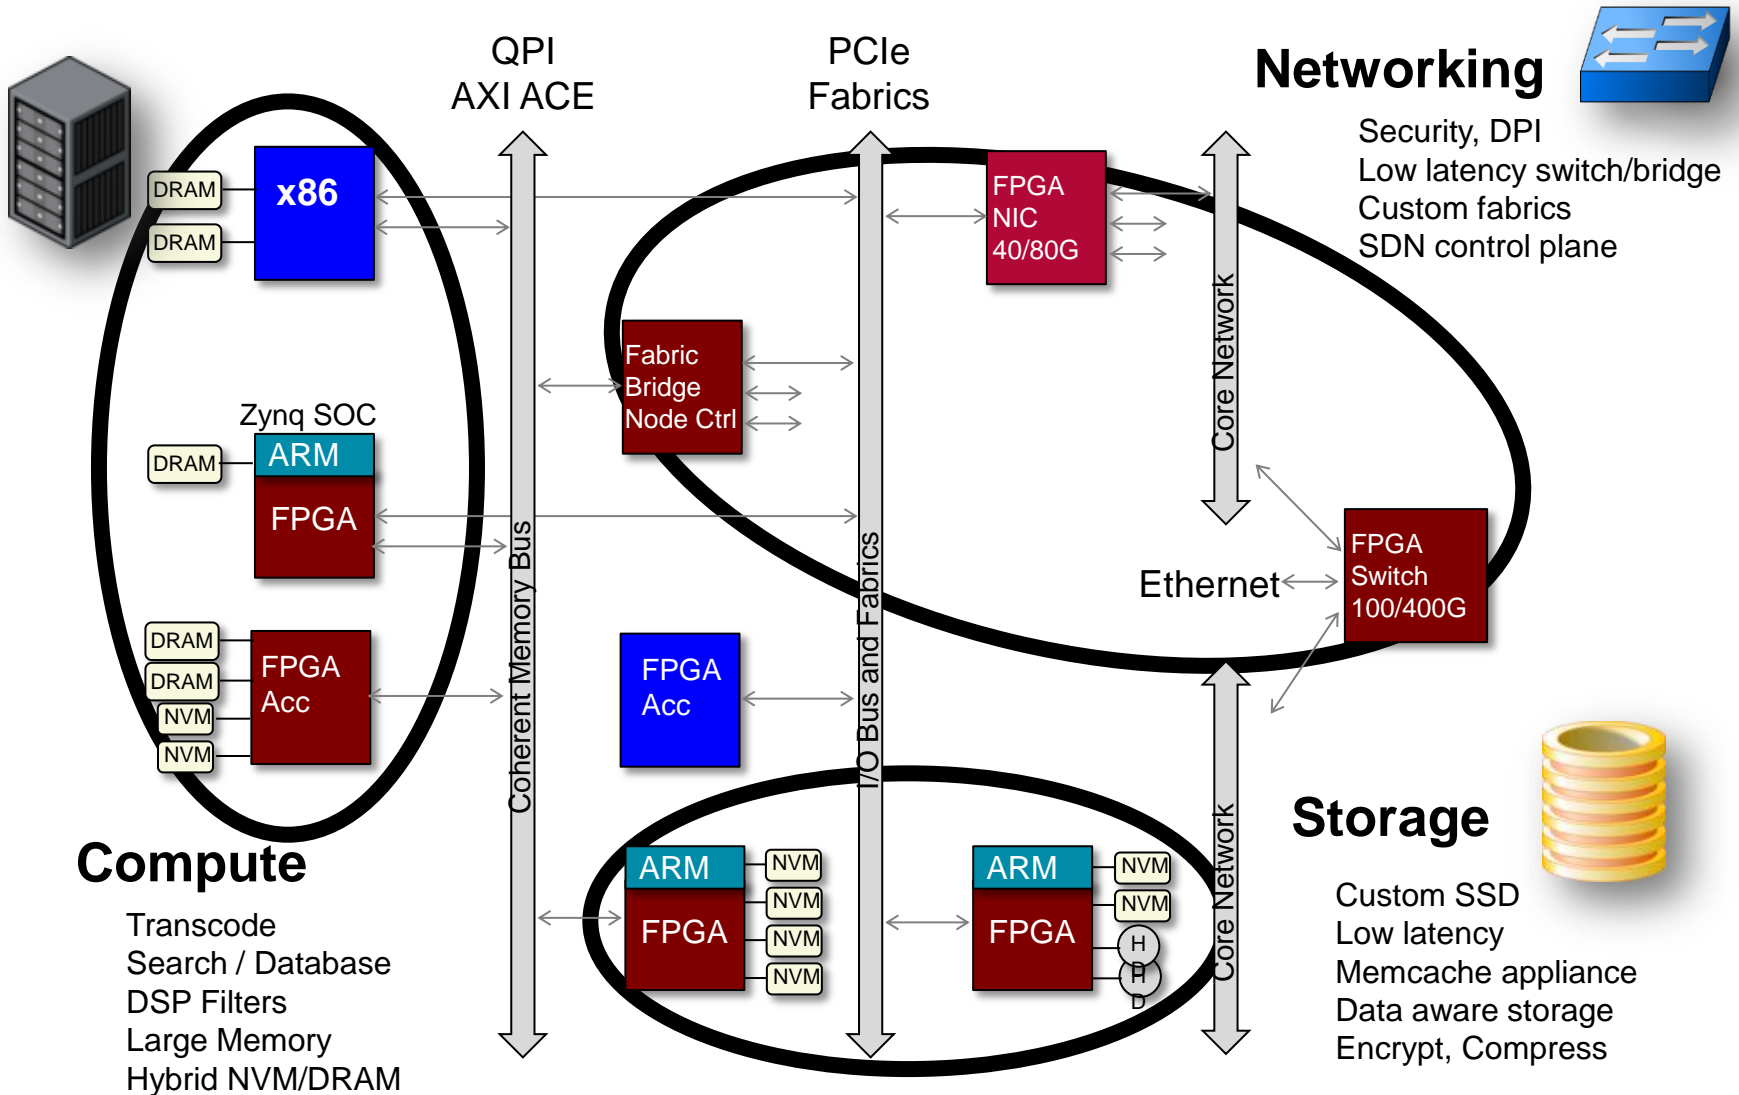 QPI
AXI ACE
PCIe
Fabrics
Networking
Security, DPI
Low latency switch/bridge
Custom fabrics
SDN control plane
DRAM
DRAM
x86
FPGA
NIC
40/80G
Core Network
Fabric
Bridge
Node Ctrl
Zynq SOC
DRAM
ARM
FPGA
Coherent Memory Bus
I/O Bus and Fabrics
Ethernet
FPGA
Switch
100/400G
DRAM
DRAM
NVM
NVM
FPGA
Acc
FPGA
Acc
Compute
Transcode
Search / Database
DSP Filters
Large Memory
Hybrid NVM/DRAM
ARM
FPGA
NVM
NVM
NVM
NVM
ARM
FPGA
NVM
NVM
H
D
H
D
Core Network
Storage
Custom SSD
Low latency
Memcache appliance
Data aware storage
Encrypt, Compress